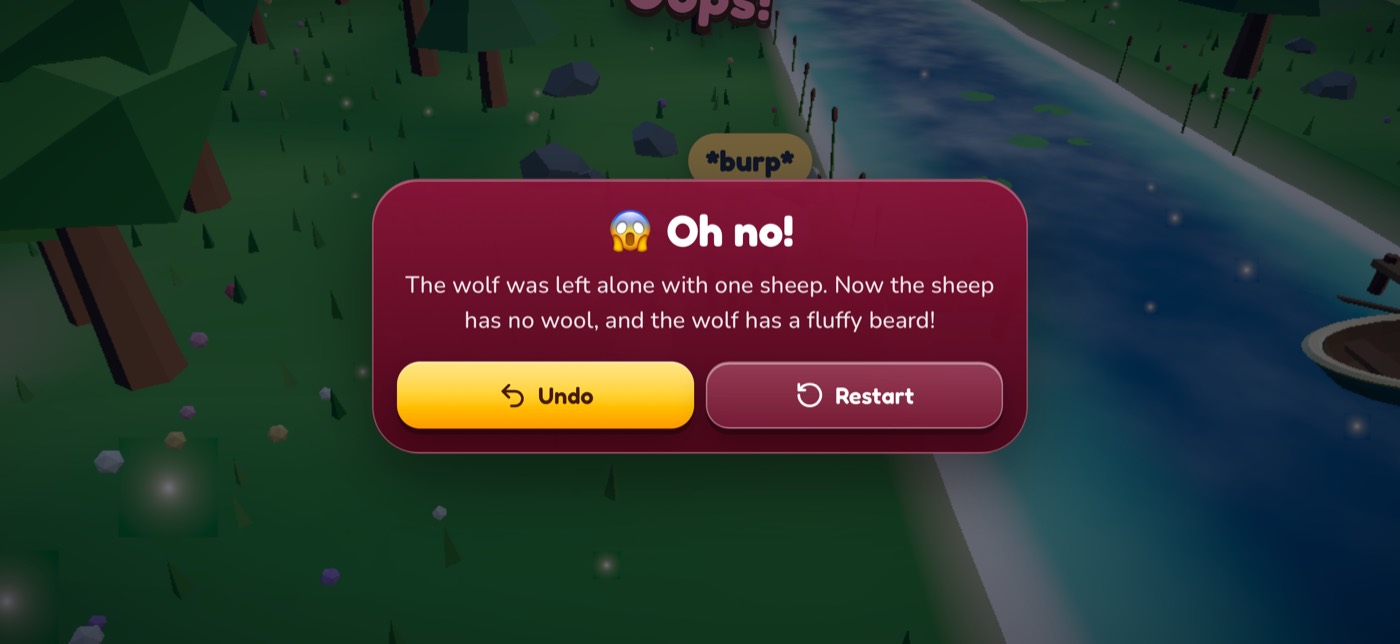 Oops!
*burp*
😱 Oh no!
The wolf was left alone with one sheep. Now the sheep
has no wool, and the wolf has a fluffy beard!
Undo
Restart